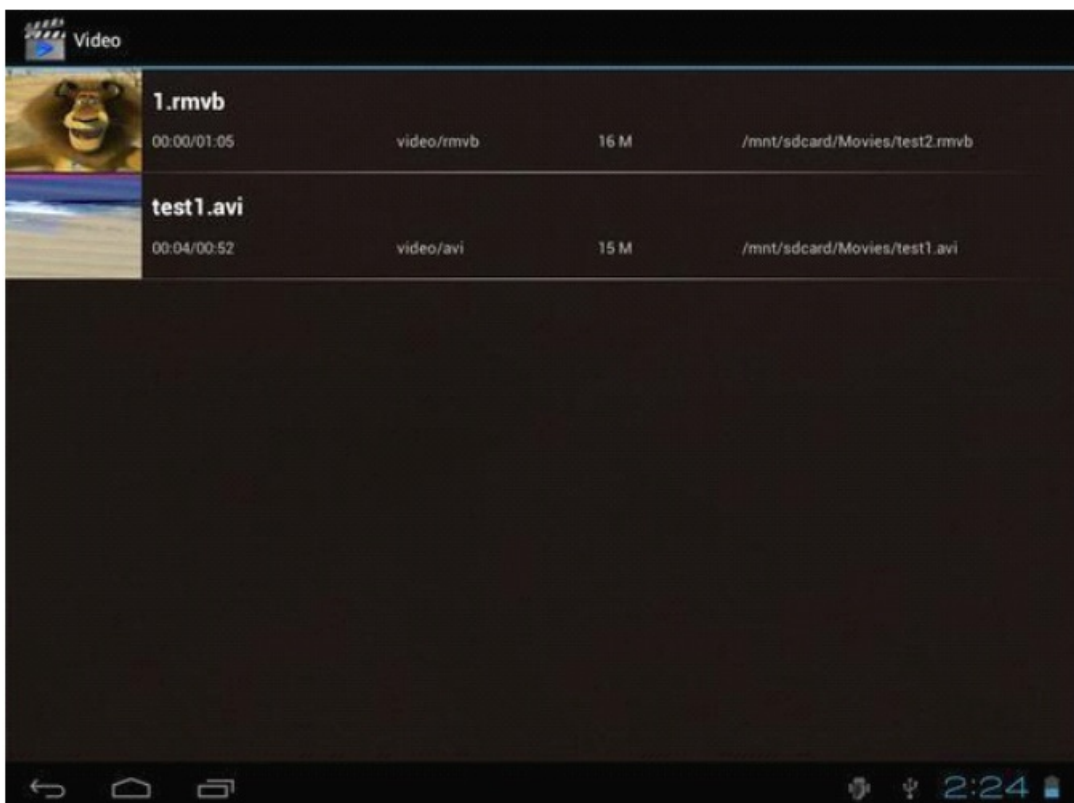 Video
1.rmvb
00:00/01:05 video/rmvb 16 M /mnt/sdcard/Movies/test2.rmvb
test1.avi
00:04/00:52 video/avi 15 M /mnt/sdcard/Movies/test1.avi
2:24